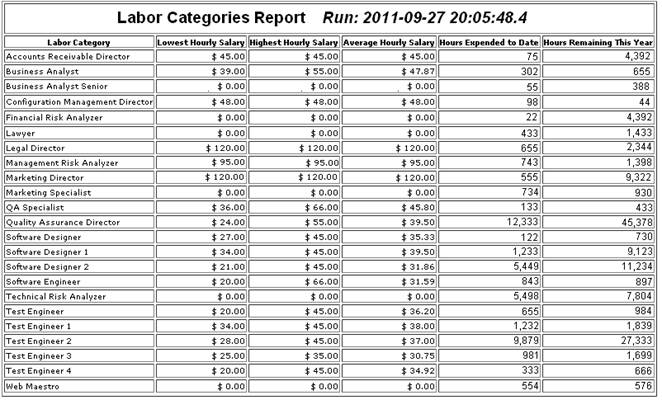 Labor Categories Report Run: 2011-09-27 20:05:48.4
Labor Category Lowest Hourly Salary Highest Hourly Salary Average Hourly Salary Hours Expended to Date Hours Remaining This Year
Accounts Receivable Director $ 45.00 $ 45.00 $ 45.00 75 4,392
Business Analyst $ 39.00 $ 55.00 $ 47.87 302 655
Business Analyst Senior $ 0.00 $ 0.00 $ 0.00 55 388
Configuration Management Director $ 48.00 $ 48.00 $ 48.00 98 44
Financial Risk Analyzer $ 0.00 $ 0.00 $ 0.00 22 4,392
Lawyer $ 0.00 $ 0.00 $ 0.00 433 1,433
Legal Director $ 120.00 $ 120.00 $ 120.00 655 2,344
Management Risk Analyzer $ 95.00 $ 95.00 $ 95.00 743 1,398
Marketing Director $ 120.00 $ 120.00 $ 120.00 555 9,322
Marketing Specialist $ 0.00 $ 0.00 $ 0.00 734 930
QA Specialist $ 36.00 $ 66.00 $ 45.80 133 433
Quality Assurance Director $ 24.00 $ 55.00 $ 39.50 12,333 45,378
Software Designer $ 27.00 $ 45.00 $ 35.33 122 730
Software Designer 1 $ 34.00 $ 45.00 $ 39.50 1,233 9,123
Software Designer 2 $ 21.00 $ 45.00 $ 31.86 5,449 11,234
Software Engineer $ 20.00 $ 66.00 $ 31.59 843 897
Technical Risk Analyzer $ 0.00 $ 0.00 $ 0.00 5,498 7,804
Test Engineer $ 20.00 $ 45.00 $ 36.20 655 984
Test Engineer 1 $ 34.00 $ 45.00 $ 38.00 1,232 1,839
Test Engineer 2 $ 28.00 $ 45.00 $ 37.00 9,879 27,333
Test Engineer 3 $ 25.00 $ 35.00 $ 30.75 981 1,699
Test Engineer 4 $ 20.00 $ 45.00 $ 34.92 333 666
Web Maestro $ 0.00 $ 0.00 $ 0.00 554 576